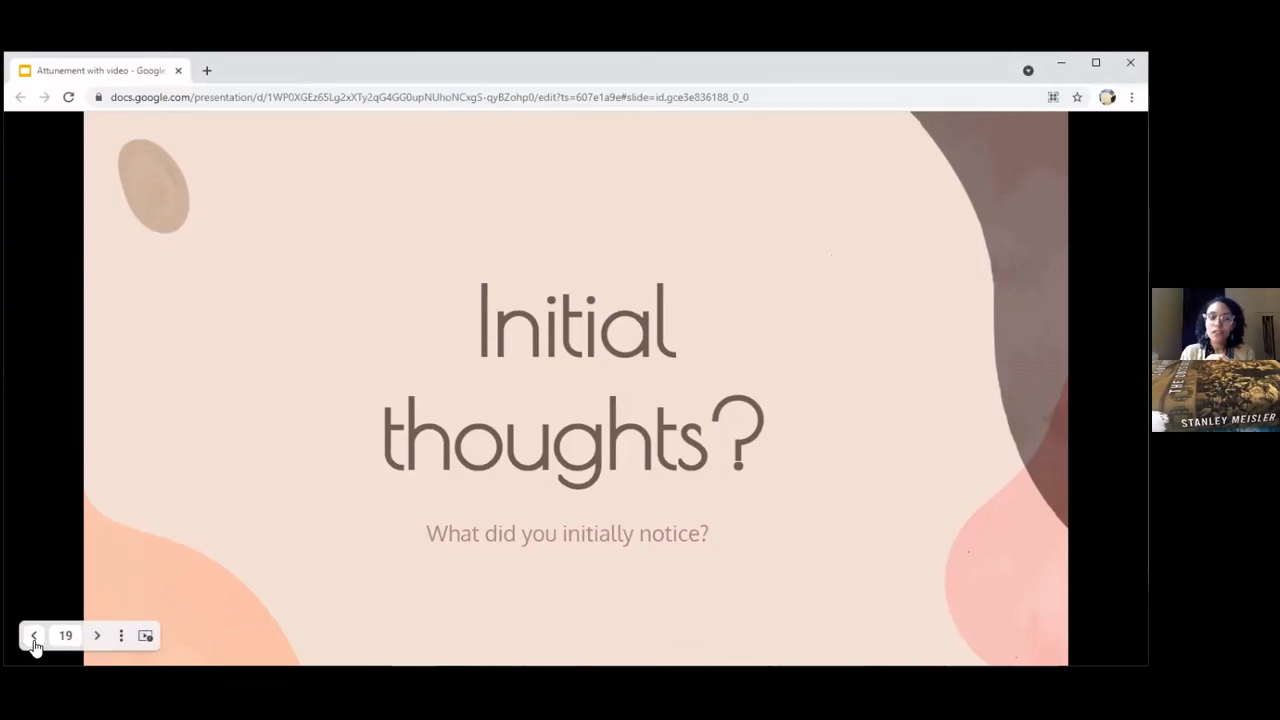 Attunement with video - Google
docs.google.com/presentation/d/1WP0XGEz65Lg2xXTy2qG4GG0upNUhoNCxgS-qyBZohp0/edit?ts=607e1a9e#slide=id.gce3e836188_0_0
Initial
thoughts?
What did you initially notice?
19
STANLEY MEISLER